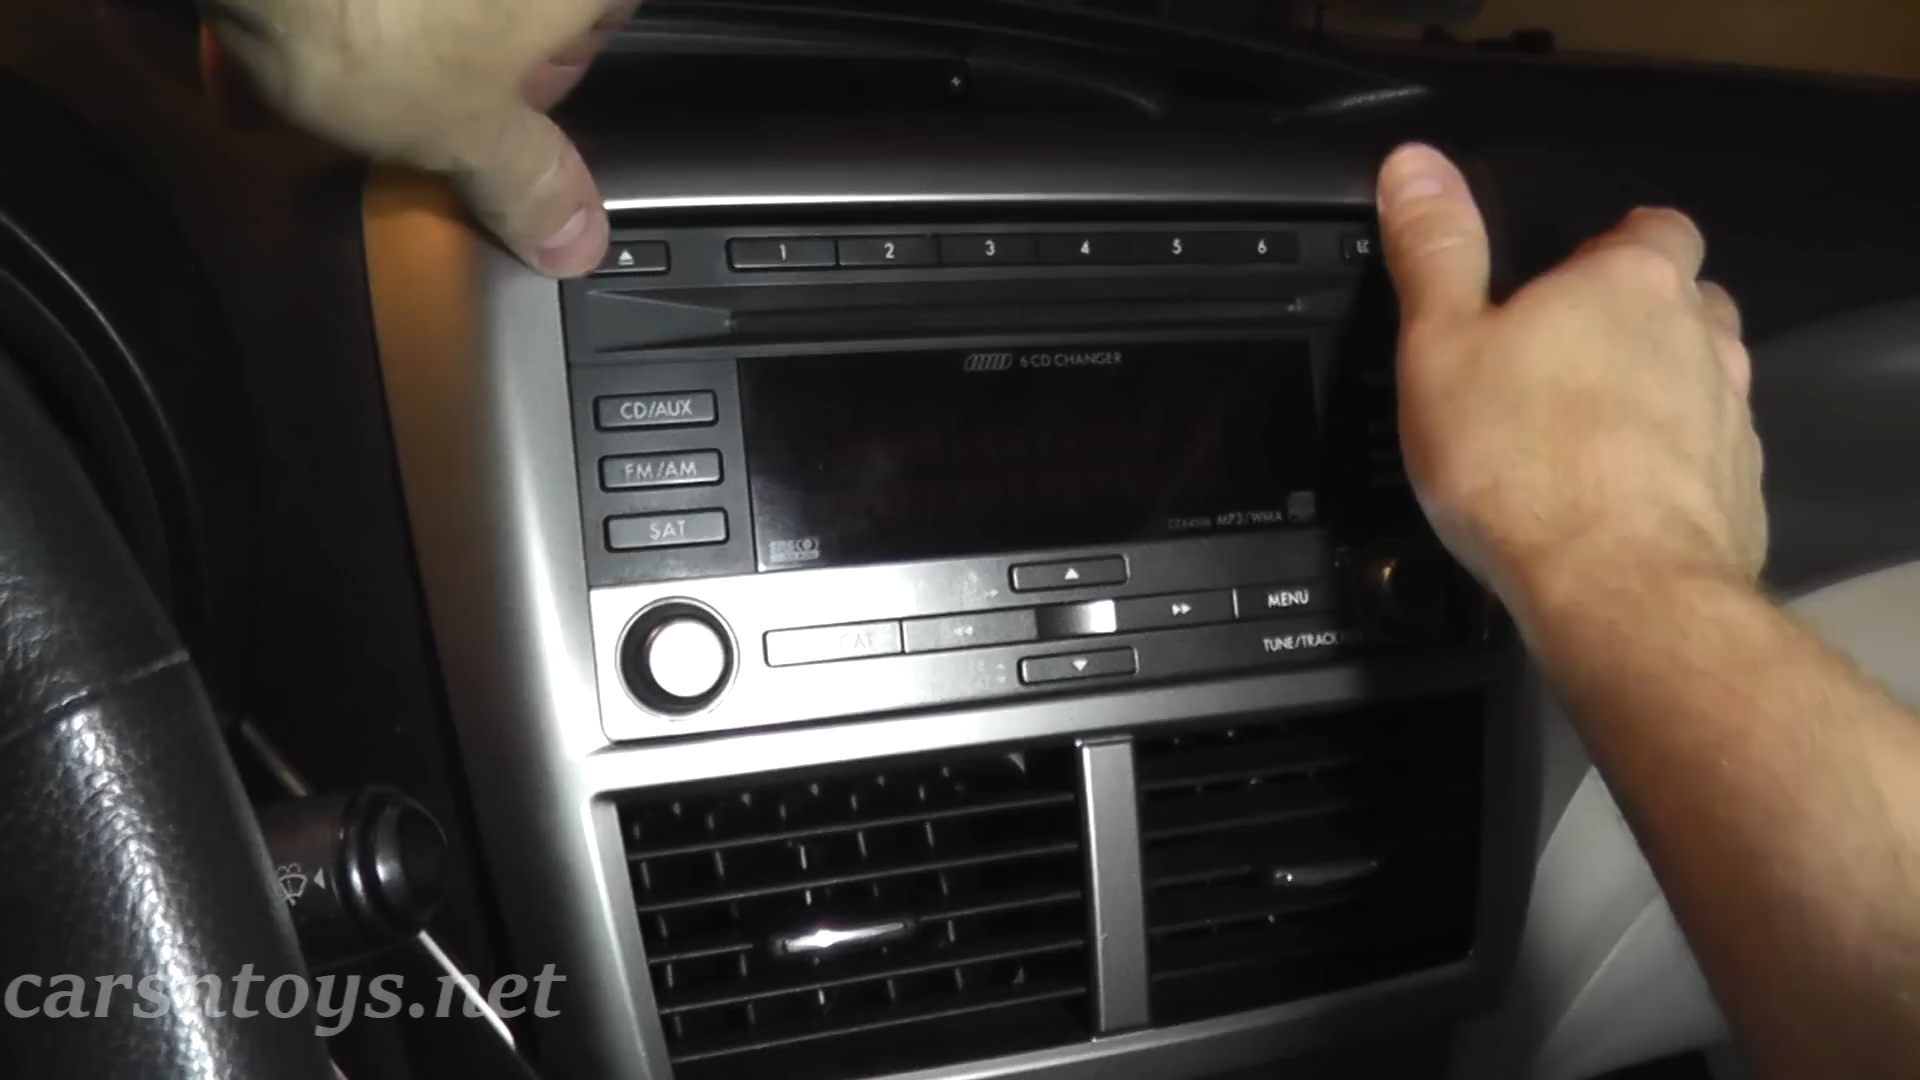 1 2 3 4 5 6
6 CD CHANGER
CD/AUX
FM/AM
SAT
MP3/WMA
CAT
MENU
TUNE/TRACK
carsntoys.net